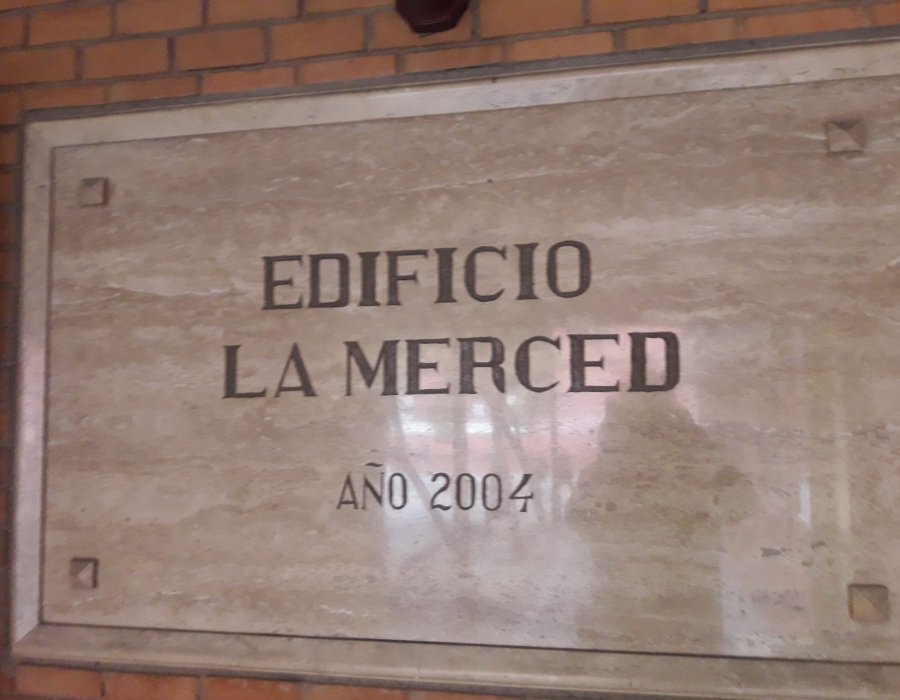 EDIFICIO
LA MERCED
AÑO 2004